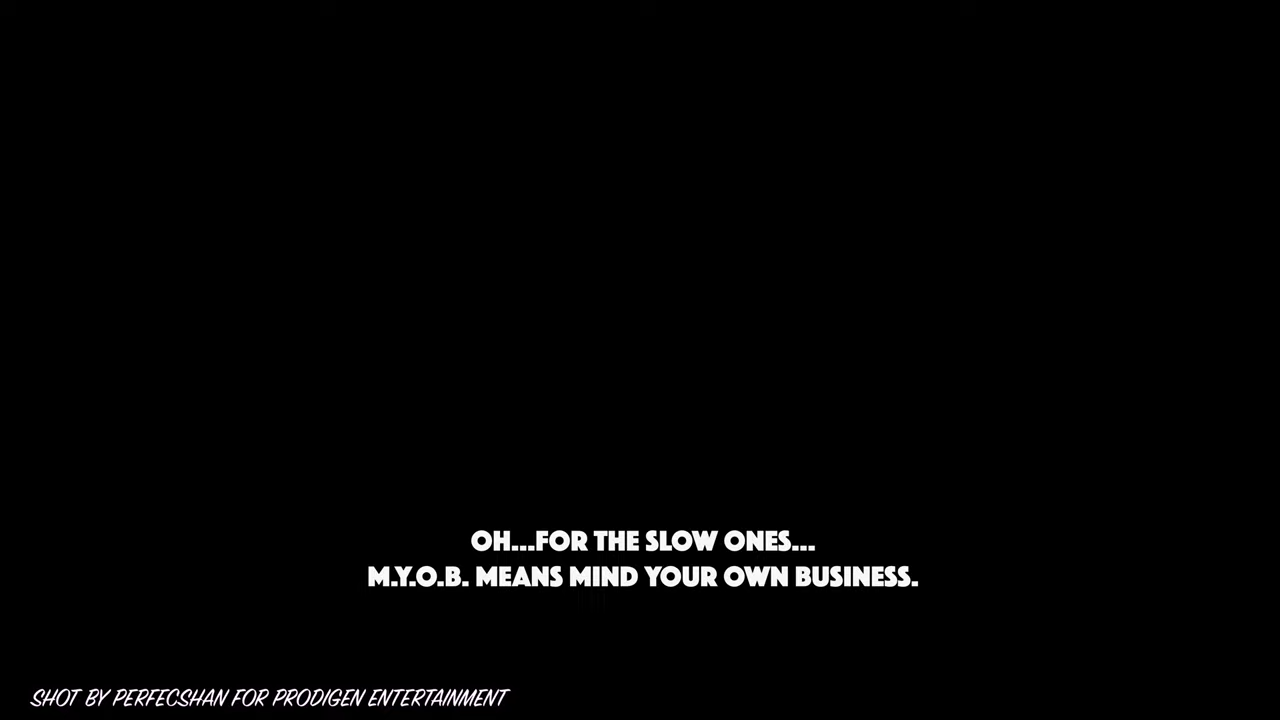 OH...FOR THE SLOW ONES...
M.Y.O.B. MEANS MIND YOUR OWN BUSINESS.
SHOT BY PERFECSHAN FOR PRODIGEN ENTERTAINMENT